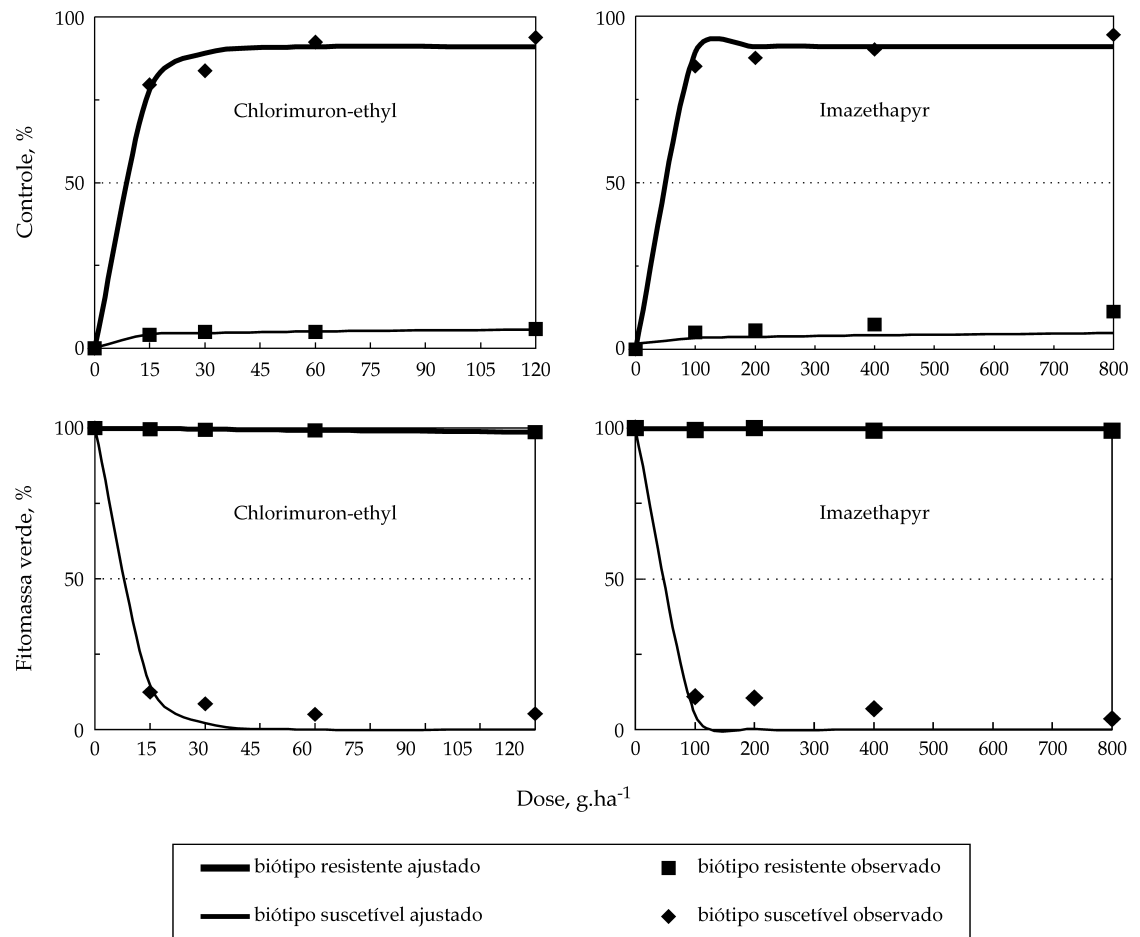 100
50
0
Controle, %
Chlorimuron-ethyl
0 15 30 45 60 75 90 105 120
100
50
0
Imazethapyr
0 100 200 300 400 500 600 700 800
100
50
0
Fitomassa verde, %
Chlorimuron-ethyl
0 15 30 45 60 75 90 105 120
100
50
0
Imazethapyr
0 100 200 300 400 500 600 700 800
Dose, g.ha-1
biótipo resistente ajustado
biótipo resistente observado
biótipo suscetível ajustado
biótipo suscetível observado